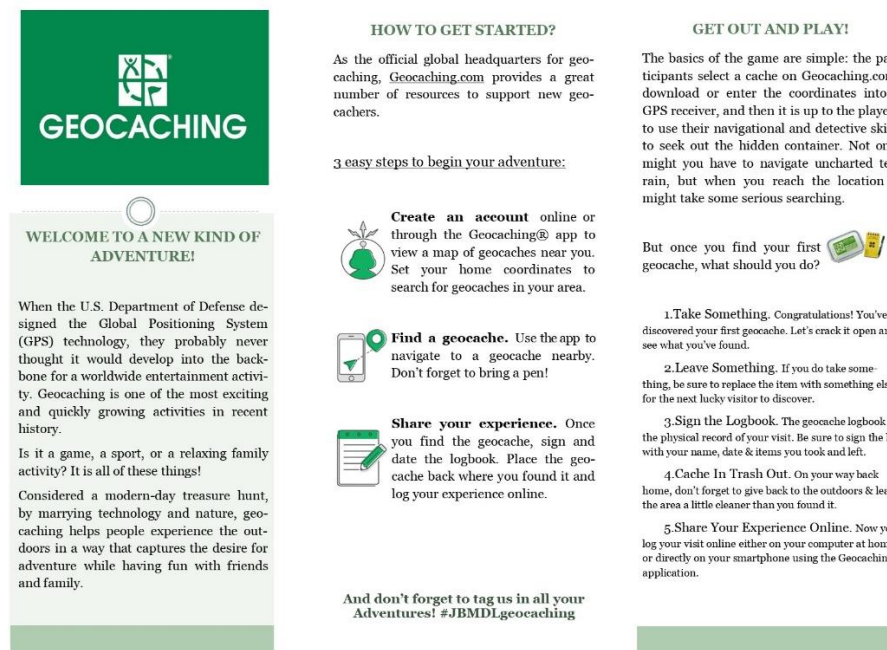 GEOCACHING
WELCOME TO A NEW KIND OF
ADVENTURE!
When the U.S. Department of Defense de-
signed the Global Positioning System
(GPS) technology, they probably never
thought it would develop into the back-
bone for a worldwide entertainment activi-
ty. Geocaching is one of the most exciting
and quickly growing activities in recent
history.
Is it a game, a sport, or a relaxing family
activity? It is all of these things!
Considered a modern-day treasure hunt,
by marrying technology and nature, geo-
caching helps people experience the out-
doors in a way that captures the desire for
adventure while having fun with friends
and family.
HOW TO GET STARTED?
As the official global headquarters for geo-
caching, Geocaching.com provides a great
number of resources to support new geo-
cachers.
3 easy steps to begin your adventure:
Create an account online or
through the Geocaching® app to
view a map of geocaches near you.
Set your home coordinates to
search for geocaches in your area.
Find a geocache. Use the app to
navigate to a geocache nearby.
Don't forget to bring a pen!
Share your experience. Once
you find the geocache, sign and
date the logbook. Place the geo-
cache back where you found it and
log your experience online.
And don't forget to tag us in all your
Adventures! #JBMDLgeocaching
GET OUT AND PLAY!
The basics of the game are simple: the pa
ticipants select a cache on Geocaching.co
download or enter the coordinates into
GPS receiver, and then it is up to the playe
to use their navigational and detective ski
to seek out the hidden container. Not on
might you have to navigate uncharted te
rain, but when you reach the location
might take some serious searching.
But once you find your first
geocache, what should you do?
1.Take Something. Congratulations! You've
discovered your first geocache. Let's crack it open a
see what you've found.
2.Leave Something. If you do take some-
thing, be sure to replace the item with something els
for the next lucky visitor to discover.
3.Sign the Logbook. The geocache logbook
the physical record of your visit. Be sure to sign the l
with your name, date & items you took and left.
4.Cache In Trash Out. On your way back
home, don't forget to give back to the outdoors & lea
the area a little cleaner than you found it.
5.Share Your Experience Online. Now yo
log your visit online either on your computer at hom
or directly on your smartphone using the Geocachin
application.